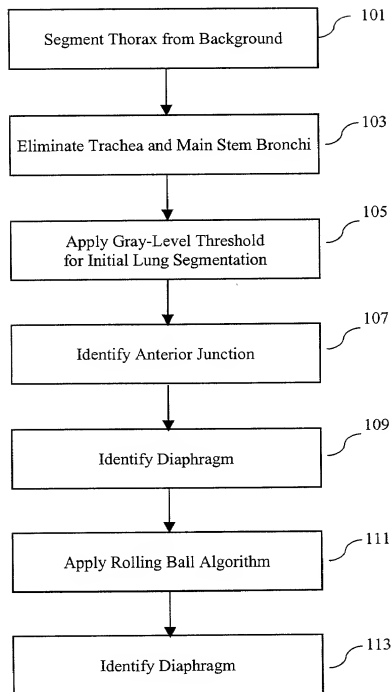 101
Segment Thorax from Background
103
Eliminate Trachea and Main Stem Bronchi
105
Apply Gray-Level Threshold
for Initial Lung Segmentation
107
Identify Anterior Junction
109
Identify Diaphragm
111
Apply Rolling Ball Algorithm
113
Identify Diaphragm